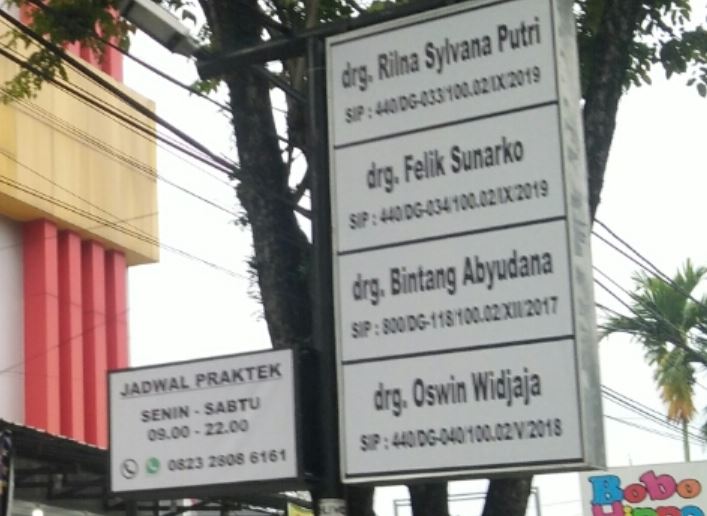 drg. Rilna Sylvana Putri
SIP : 440/DG-033/100.02/IX/2019
drg. Felik Sunarko
SIP : 440/DG-034/100.02/IX/2019
drg. Bintang Abyudana
SIP : 800/DG-118/100.02/XII/2017
drg. Oswin Widjaja
SIP : 440/DG-040/100.02/V/2018
JADWAL PRAKTEK
SENIN - SABTU
09.00 - 22.00
0823 2808 6161
Bobo
Hippo